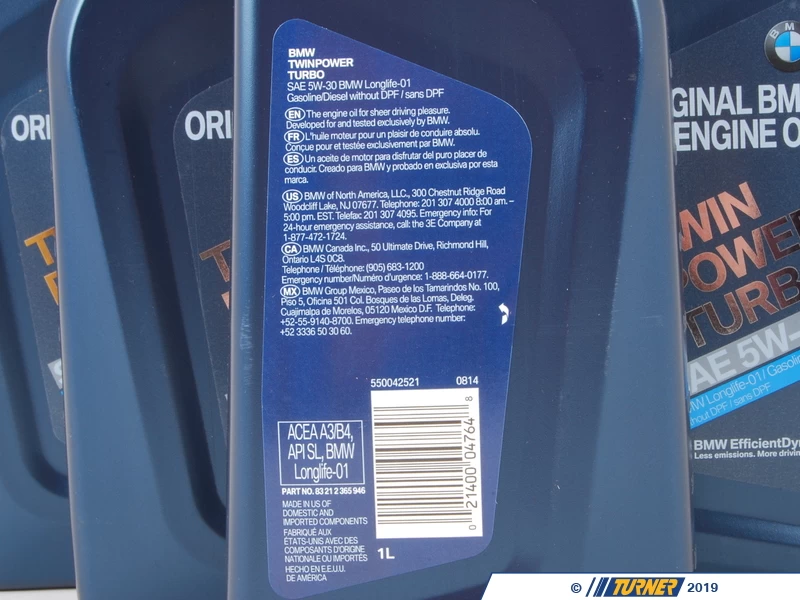 BMW
TWINPOWER
TURBO
SAE 5W-30 BMW Longlife-01
Gasoline/Diesel without DPF / sans DPF
EN The engine oil for sheer driving pleasure.
Developed for and tested exclusively by BMW.
FR L'huile moteur pour un plaisir de conduire absolu.
Conçue pour et testée exclusivement par BMW.
ES Un aceite de motor para disfrutar del puro placer de
conducir. Creado para BMW y probado en exclusiva por esta
marca.
US BMW of North America, LLC., 300 Chestnut Ridge Road
Woodcliff Lake, NJ 07677. Telephone: 201 307 4000 8:00 am. –
5:00 pm. EST. Telefax: 201 307 4095. Emergency info: For
24-hour emergency assistance, call: the 3E Company at
1-877-472-1724.
CA BMW Canada Inc., 50 Ultimate Drive, Richmond Hill,
Ontario L4S 0C8.
Telephone / Téléphone: (905) 683-1200
Emergency number/Numéro d'urgence: 1-888-664-0177.
MX BMW Group Mexico, Paseo de los Tamarindos No. 100,
Piso 5, Oficina 501 Col. Bosques de las Lomas, Deleg.
Cuajimalpa de Morelos, 05120 Mexico D.F. Telephone:
+52-55-9140-8700. Emergency telephone number:
+52 3336 50 30 60.
550042521 0814
ACEA A3/B4,
API SL, BMW
Longlife-01
PART NO. 83 21 2 365 946
MADE IN US OF
DOMESTIC AND
IMPORTED COMPONENTS
FABRIQUÉ AUX
ÉTATS-UNIS AVEC DES
COMPOSANTS D'ORIGINE
NATIONALE OU IMPORTÉS
HECHO EN E.E.U.U.
DE AMÉRICA
0 21400 04764 8
1L
ORI
ORI
BMW
GINAL BM
ENGINE O
WIN
POWE
TURB
AE 5W-
MW Longlife-01 / Gasolin
hout DPF / sans DPF
BMW EfficientDy
Less emissions. More drivin
© TURNER 2019